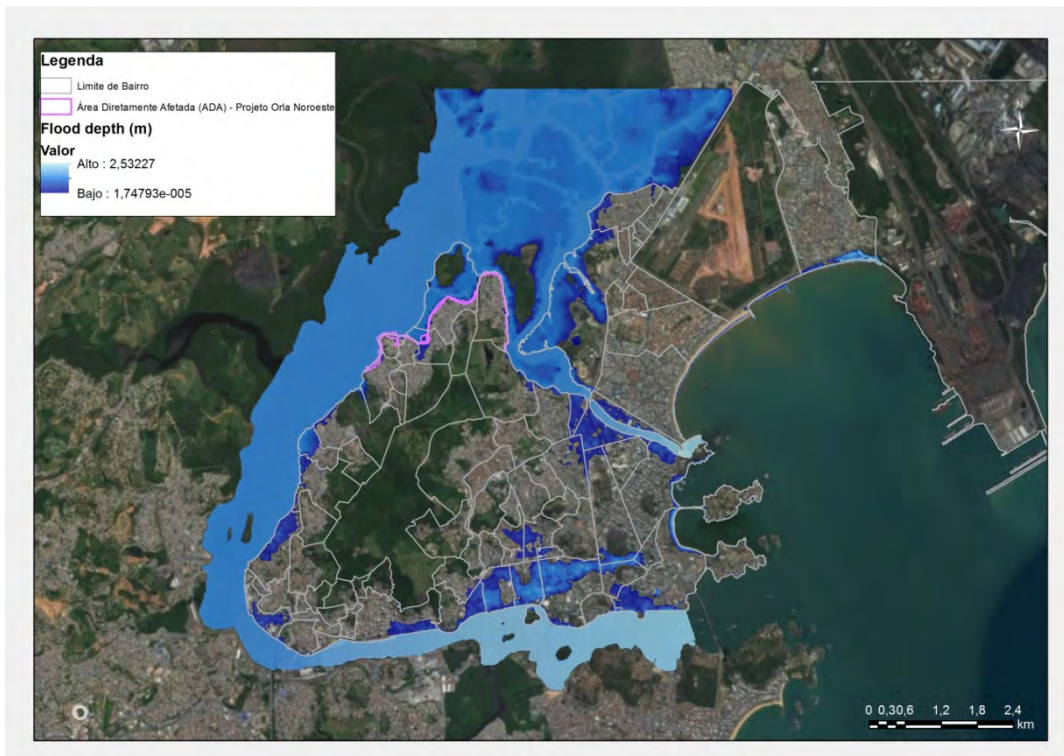 Legenda
Limite de Bairro
Área Diretamente Afetada (ADA) - Projeto Orla Noroeste
Flood depth (m)
Valor
Alto : 2,53227
Bajo : 1,74793e-005
N
0 0,30,6 1,2 1,8 2,4
km